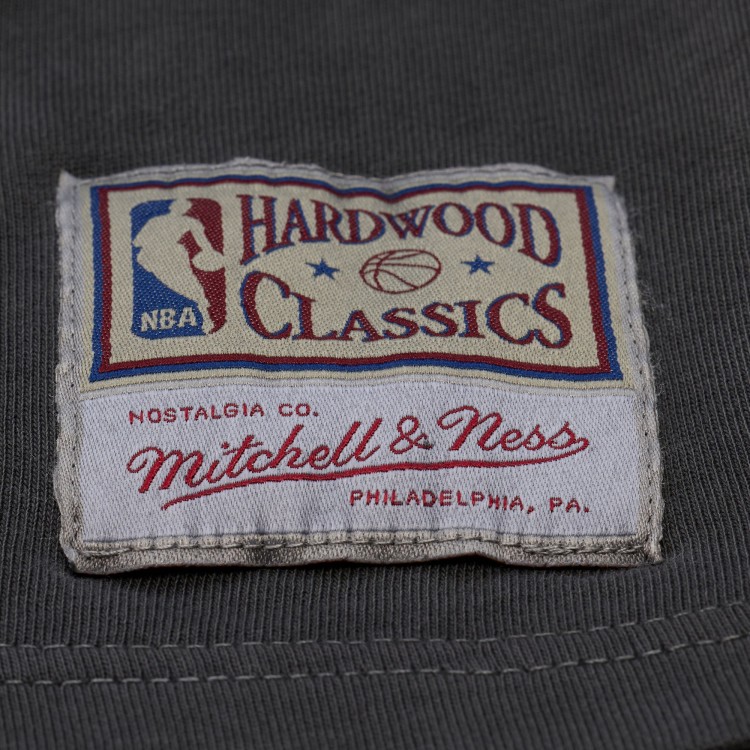 NBA
HARDWOOD
CLASSICS
NOSTALGIA CO.
Mitchell & Ness
PHILADELPHIA, PA.